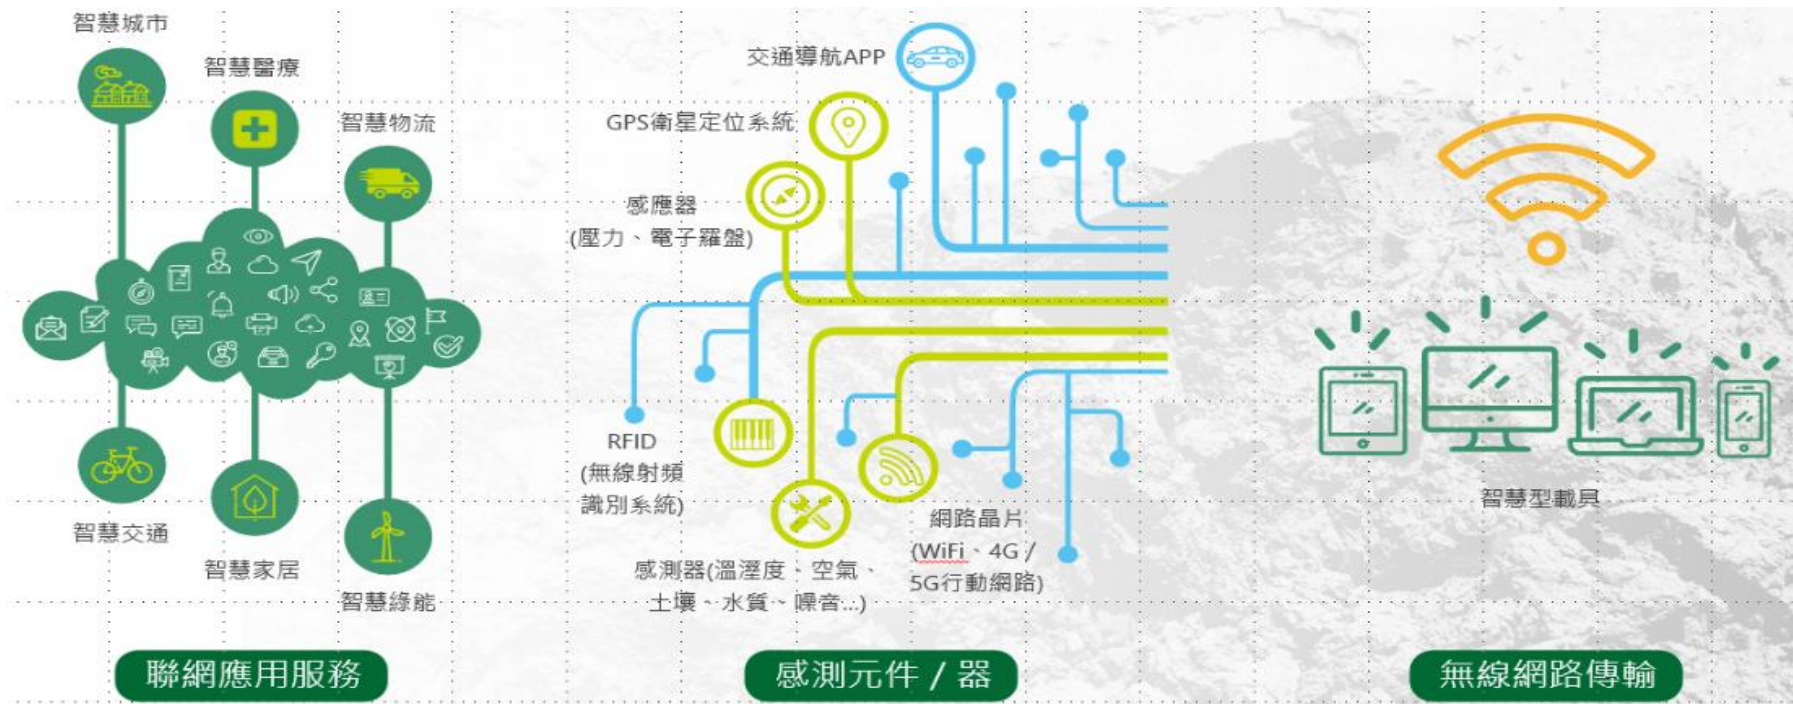 智慧城市
智慧醫療
智慧物流
智慧交通
智慧家居
智慧綠能
聯網應用服務
交通導航APP
GPS衛星定位系統
感應器
(壓力、電子羅盤)
RFID
(無線射頻
識別系統)
感測器(溫溼度、空氣、
土壤、水質、噪音...)
網路晶片
(WiFi、4G /
5G行動網路)
感測元件 / 器
智慧型載具
無線網路傳輸